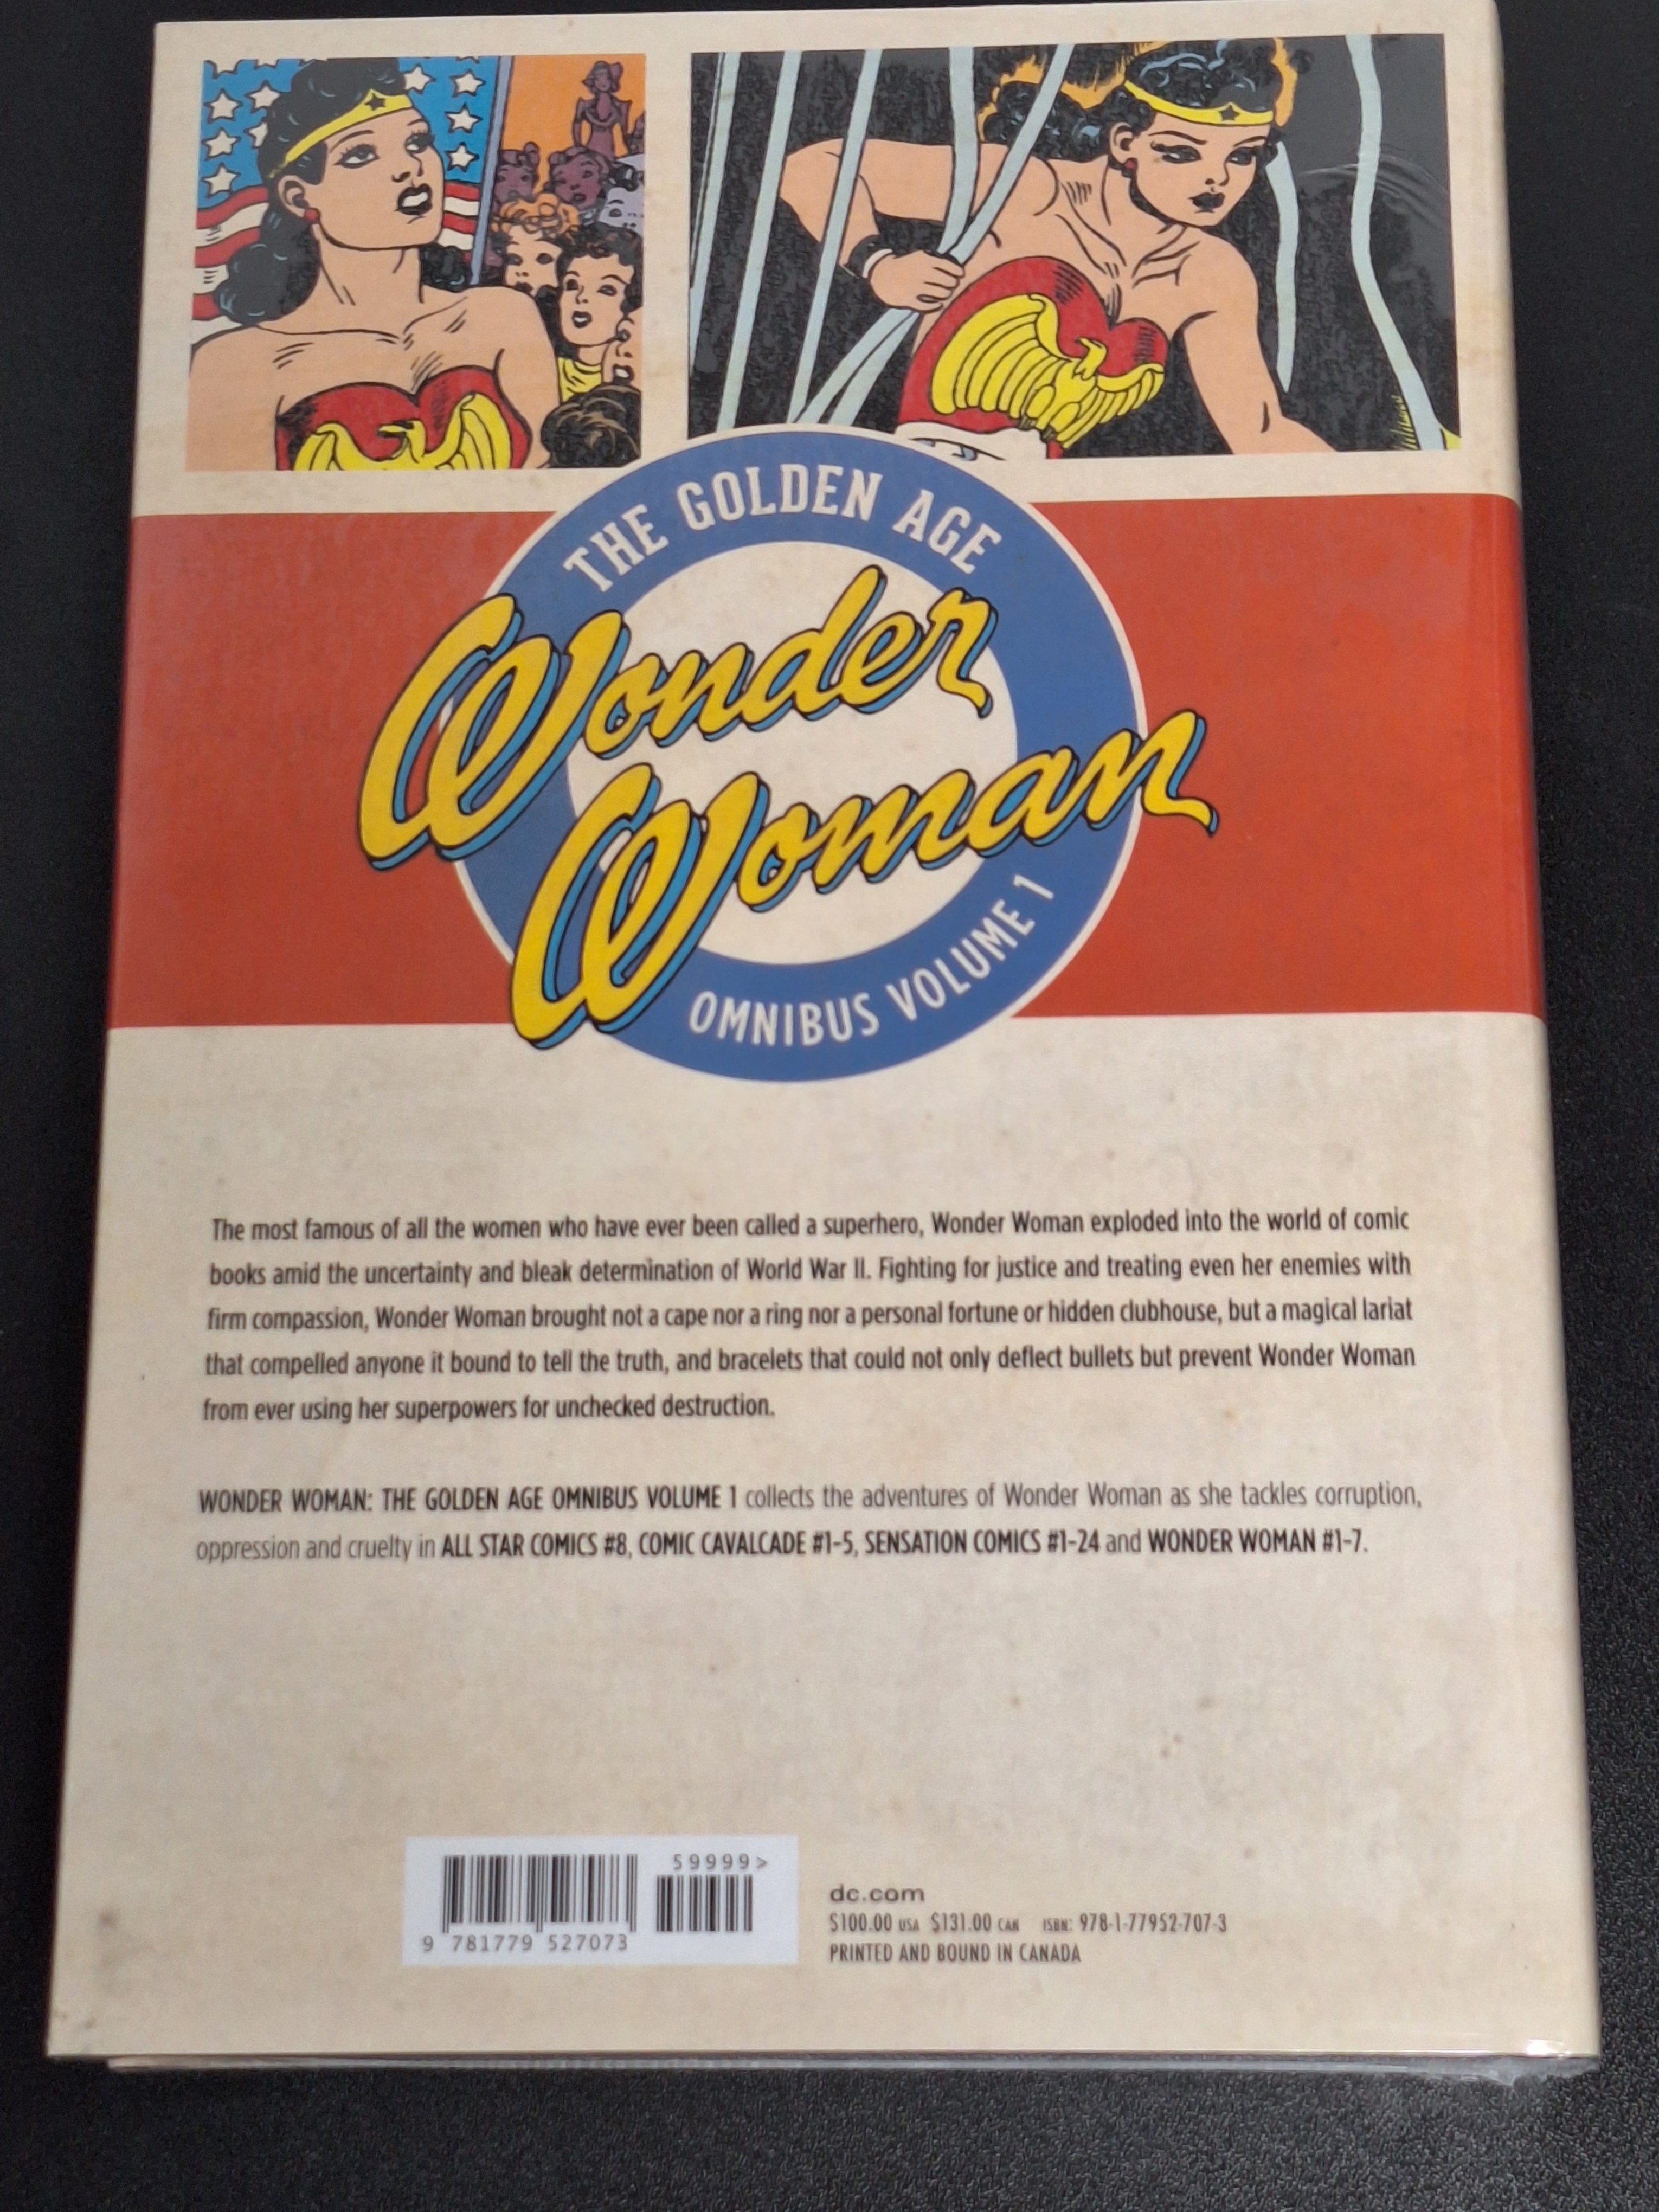 THE GOLDEN AGE
Wonder
Woman
OMNIBUS VOLUME 1
The most famous of all the women who have ever been called a superhero, Wonder Woman exploded into the world of comic
books amid the uncertainty and bleak determination of World War II. Fighting for justice and treating even her enemies with
firm compassion, Wonder Woman brought not a cape nor a ring nor a personal fortune or hidden clubhouse, but a magical lariat
that compelled anyone it bound to tell the truth, and bracelets that could not only deflect bullets but prevent Wonder Woman
from ever using her superpowers for unchecked destruction.
WONDER WOMAN: THE GOLDEN AGE OMNIBUS VOLUME 1 collects the adventures of Wonder Woman as she tackles corruption,
oppression and cruelty in ALL STAR COMICS #8, COMIC CAVALCADE #1-5, SENSATION COMICS #1-24 and WONDER WOMAN #1-7.
59999>
9 781779 527073
dc.com
$100.00 USA $131.00 CAN ISBN: 978-1-77952-707-3
PRINTED AND BOUND IN CANADA